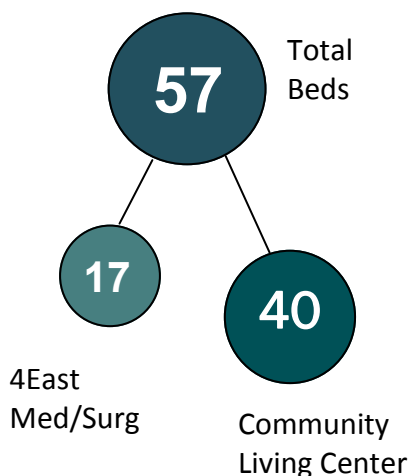 57
Total
Beds
17
40
4East
Med/Surg
Community
Living Center